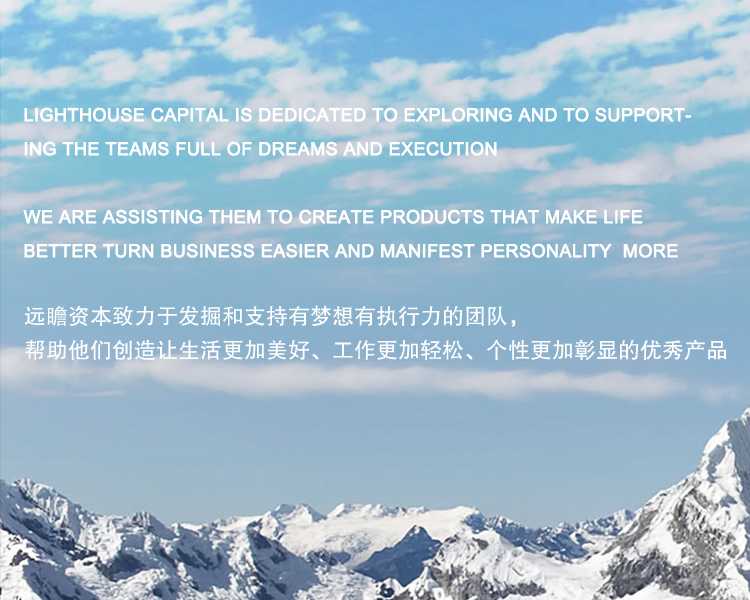 LIGHTHOUSE CAPITAL IS DEDICATED TO EXPLORING AND TO SUPPORT-
ING THE TEAMS FULL OF DREAMS AND EXECUTION
WE ARE ASSISTING THEM TO CREATE PRODUCTS THAT MAKE LIFE
BETTER TURN BUSINESS EASIER AND MANIFEST PERSONALITY  MORE
远瞻资本致力于发掘和支持有梦想有执行力的团队，
帮助他们创造让生活更加美好、工作更加轻松、个性更加彰显的优秀产品